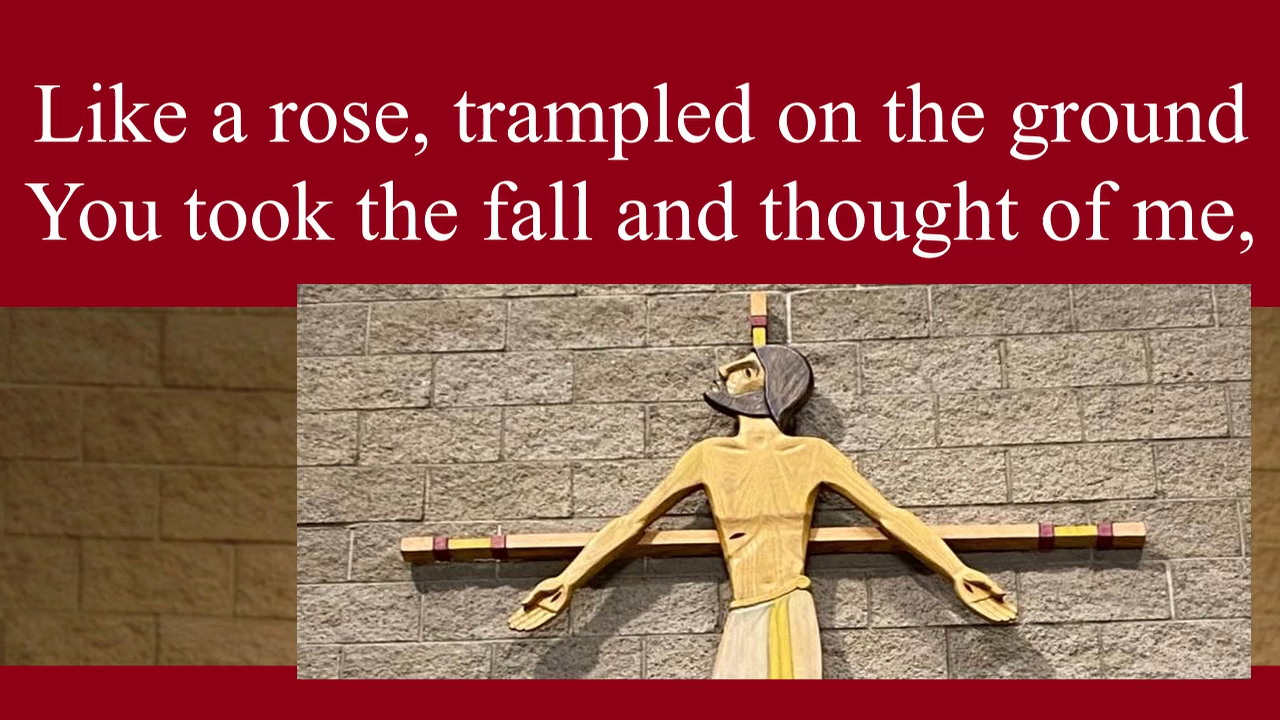 Like a rose, trampled on the ground
You took the fall and thought of me,